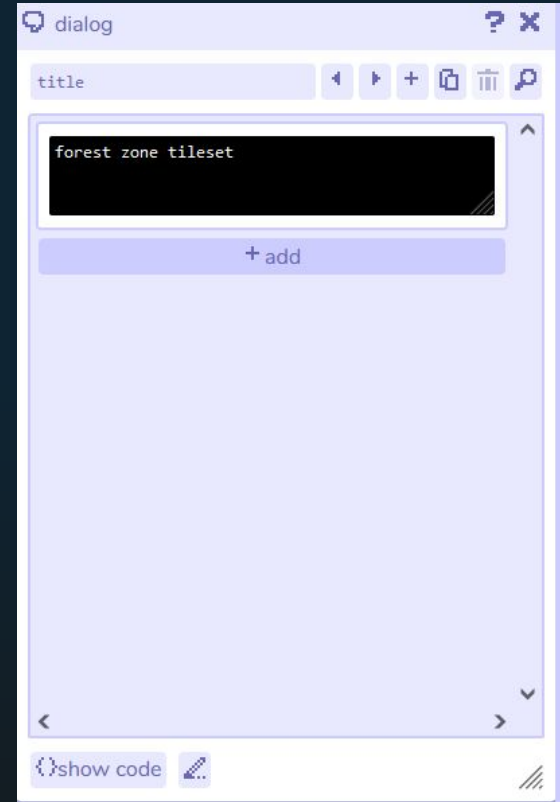 dialog
title
forest zone tileset
+ add
show code